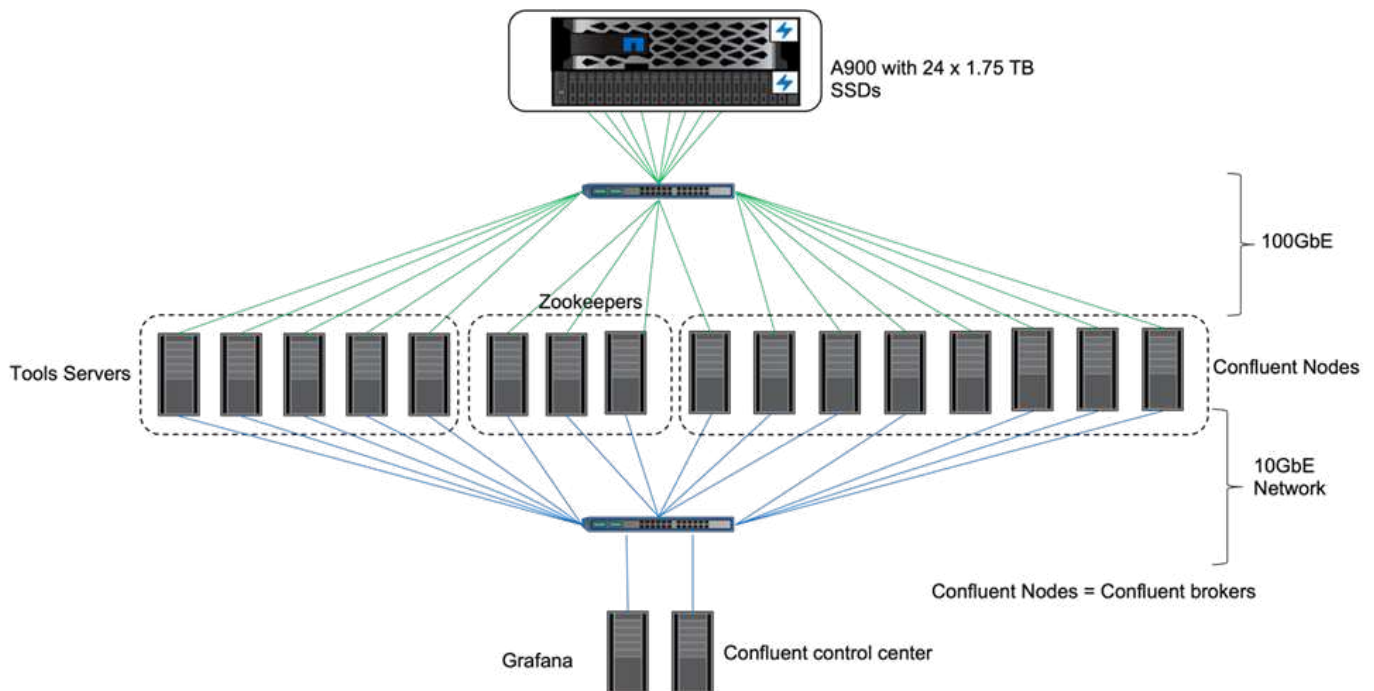 A900 with 24 x 1.75 TB
SSDs
100GbE
Zookeepers
Tools Servers
Confluent Nodes
10GbE
Network
Confluent Nodes = Confluent brokers
Grafana
Confluent control center